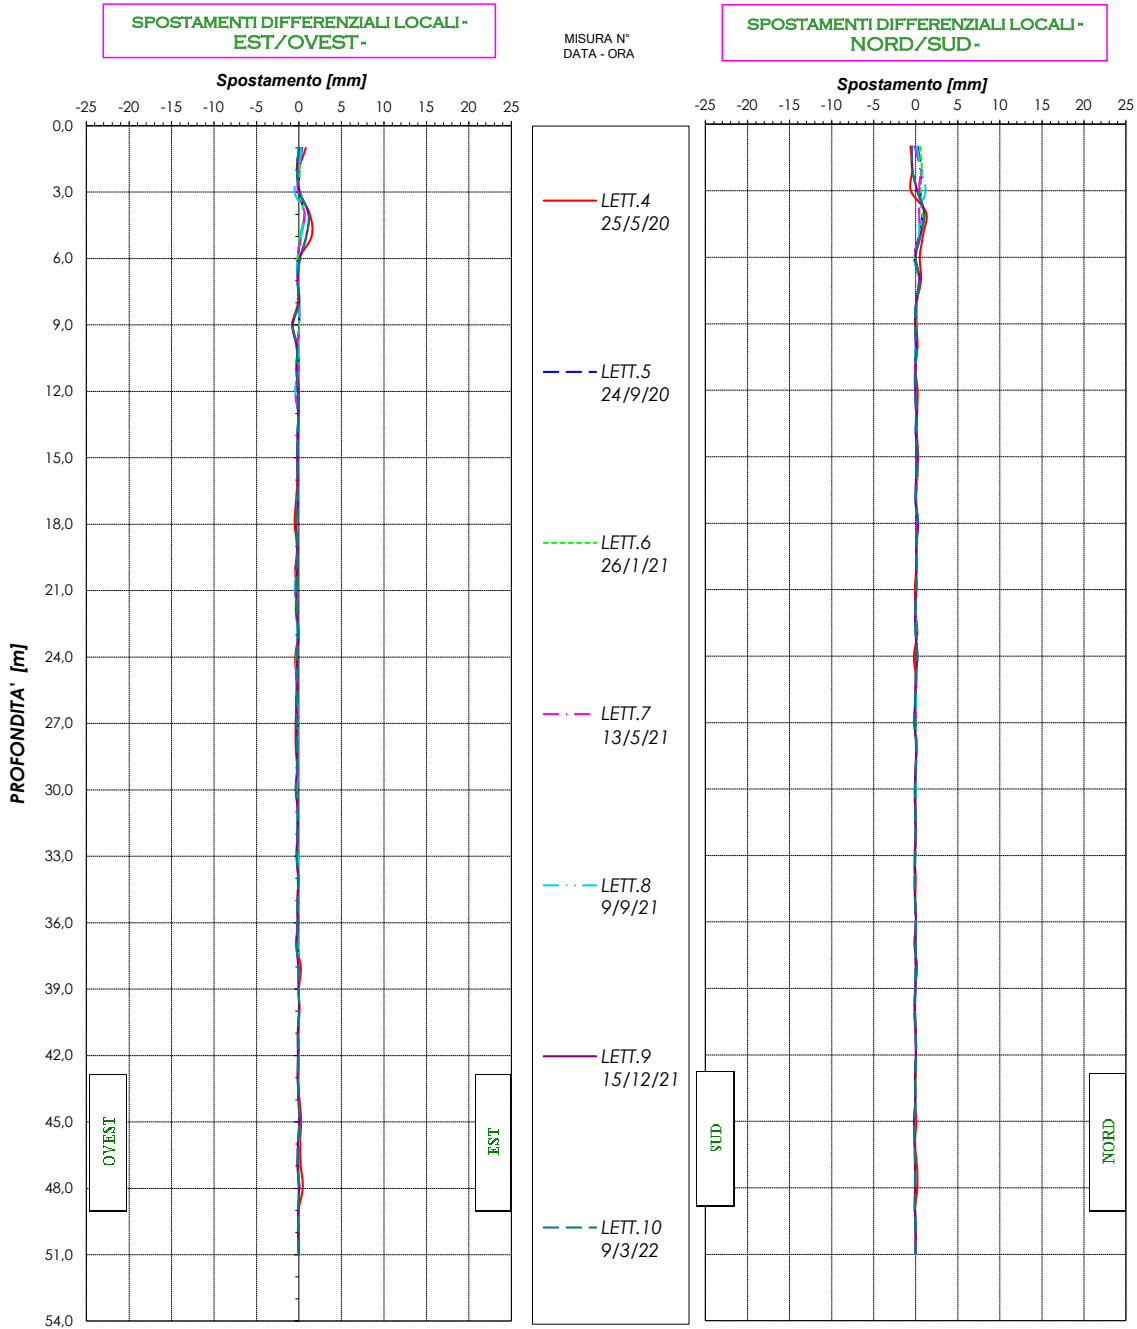 SPOSTAMENTI DIFFERENZIALI LOCALI -
EST/OVEST -
MISURA N°
DATA - ORA
SPOSTAMENTI DIFFERENZIALI LOCALI -
NORD/SUD -
Spostamento [mm]
-25 -20 -15 -10 -5 0 5 10 15 20 25
Spostamento [mm]
-25 -20 -15 -10 -5 0 5 10 15 20 25
PROFONDITA' [m]
0,0
3,0
6,0
9,0
12,0
15,0
18,0
21,0
24,0
27,0
30,0
33,0
36,0
39,0
42,0
45,0
48,0
51,0
54,0
OVEST
EST
LETT.4
25/5/20
LETT.5
24/9/20
LETT.6
26/1/21
LETT.7
13/5/21
LETT.8
9/9/21
LETT.9
15/12/21
LETT.10
9/3/22
SUD
NORD